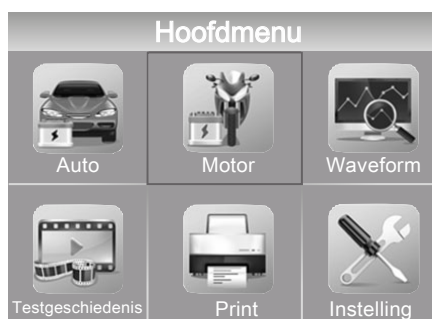 Hoofdmenu
Auto
Motor
Waveform
Testgeschiedenis
Print
Instelling